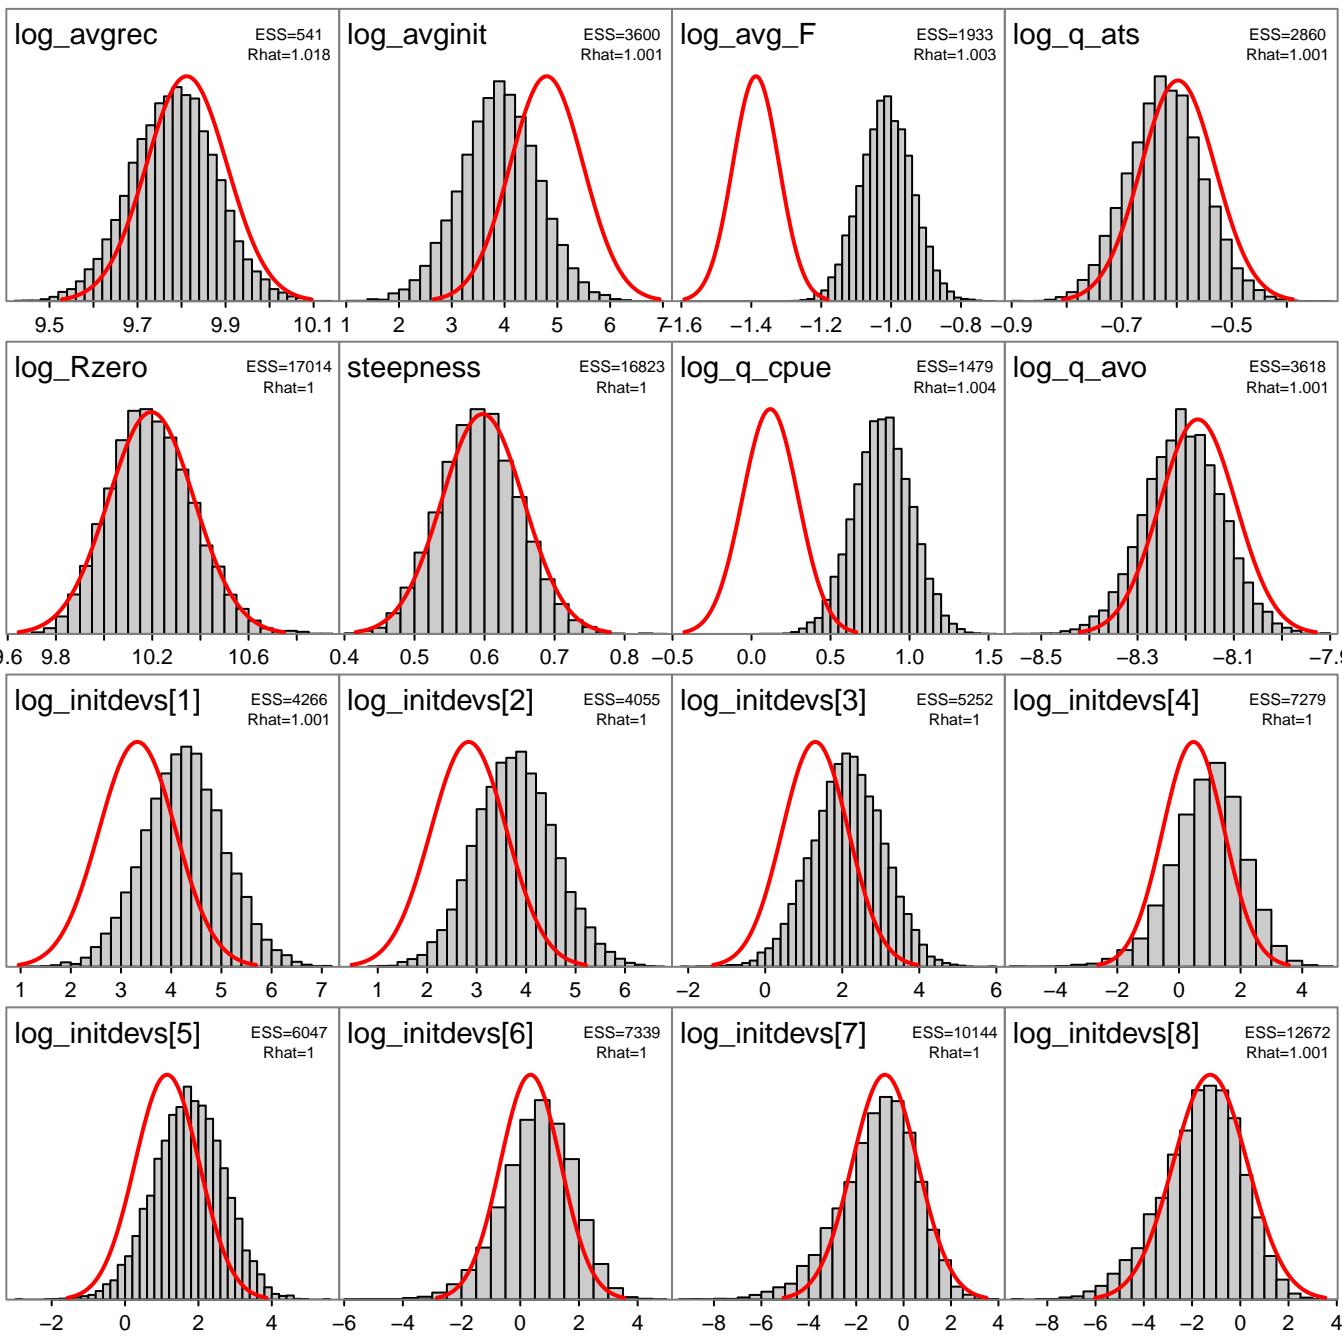 log_avgrec ESS=541 log_avginit ESS=3600 log_avg_F ESS=1933 log_q_ats ESS=2860
Rhat=1.018 Rhat=1.001 Rhat=1.003 Rhat=1.001
9.5 9.7 9.9 10.1 1 2 3 4 5 6 7 −1.6 −1.4 −1.2 −1.0 −0.8 −0.9 −0.7 −0.5
log_Rzero ESS=17014 steepness ESS=16823 log_q_cpue ESS=1479 log_q_avo ESS=3618
Rhat=1 Rhat=1 Rhat=1.004 Rhat=1.001
9.6 9.8 10.2 10.6 0.4 0.5 0.6 0.7 0.8 −0.5 0.0 0.5 1.0 1.5 −8.5 −8.3 −8.1 −7.9
log_initdevs[1] ESS=4266 log_initdevs[2] ESS=4055 log_initdevs[3] ESS=5252 log_initdevs[4] ESS=7279
Rhat=1.001 Rhat=1 Rhat=1 Rhat=1
1 2 3 4 5 6 7 1 2 3 4 5 6 −2 0 2 4 6 −4 −2 0 2 4
log_initdevs[5] ESS=6047 log_initdevs[6] ESS=7339 log_initdevs[7] ESS=10144 log_initdevs[8] ESS=12672
Rhat=1 Rhat=1 Rhat=1 Rhat=1.001
−2 0 2 4 −6 −4 −2 0 2 4 −8 −6 −4 −2 0 2 4 −8 −6 −4 −2 0 2 4